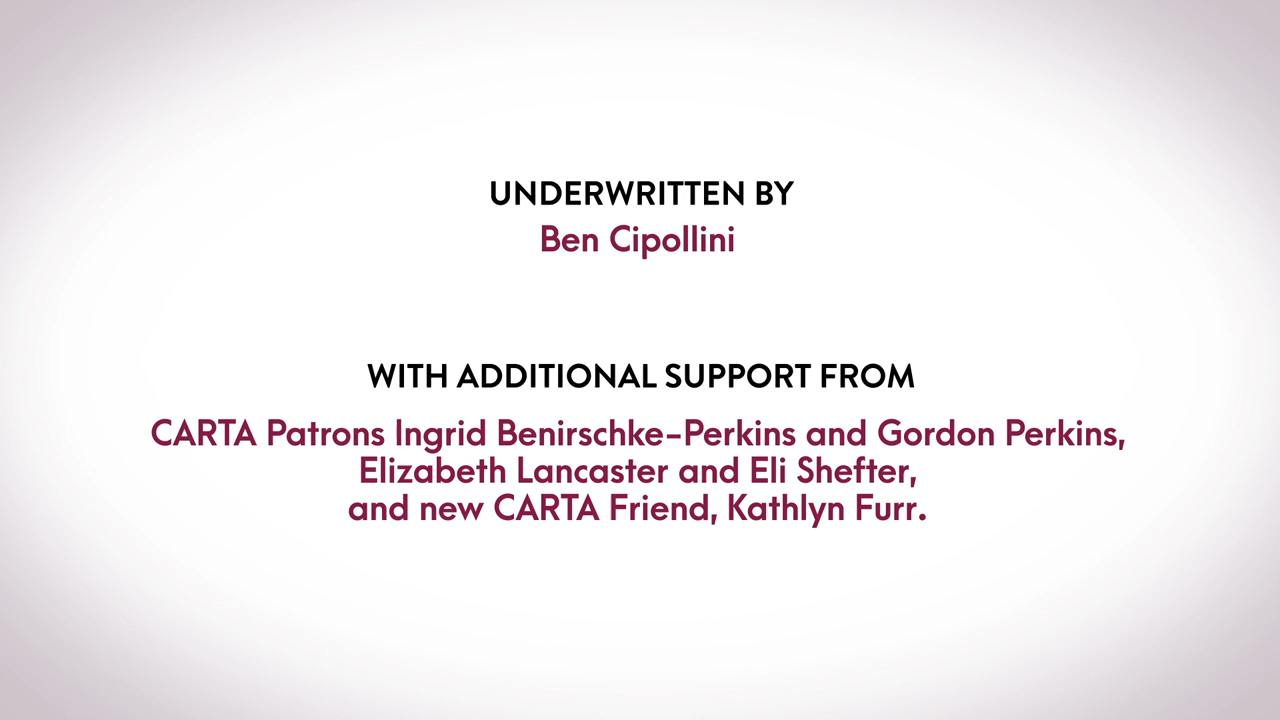 UNDERWRITTEN BY
Ben Cipollini
WITH ADDITIONAL SUPPORT FROM
CARTA Patrons Ingrid Benirschke-Perkins and Gordon Perkins,
Elizabeth Lancaster and Eli Shefter,
and new CARTA Friend, Kathlyn Furr.